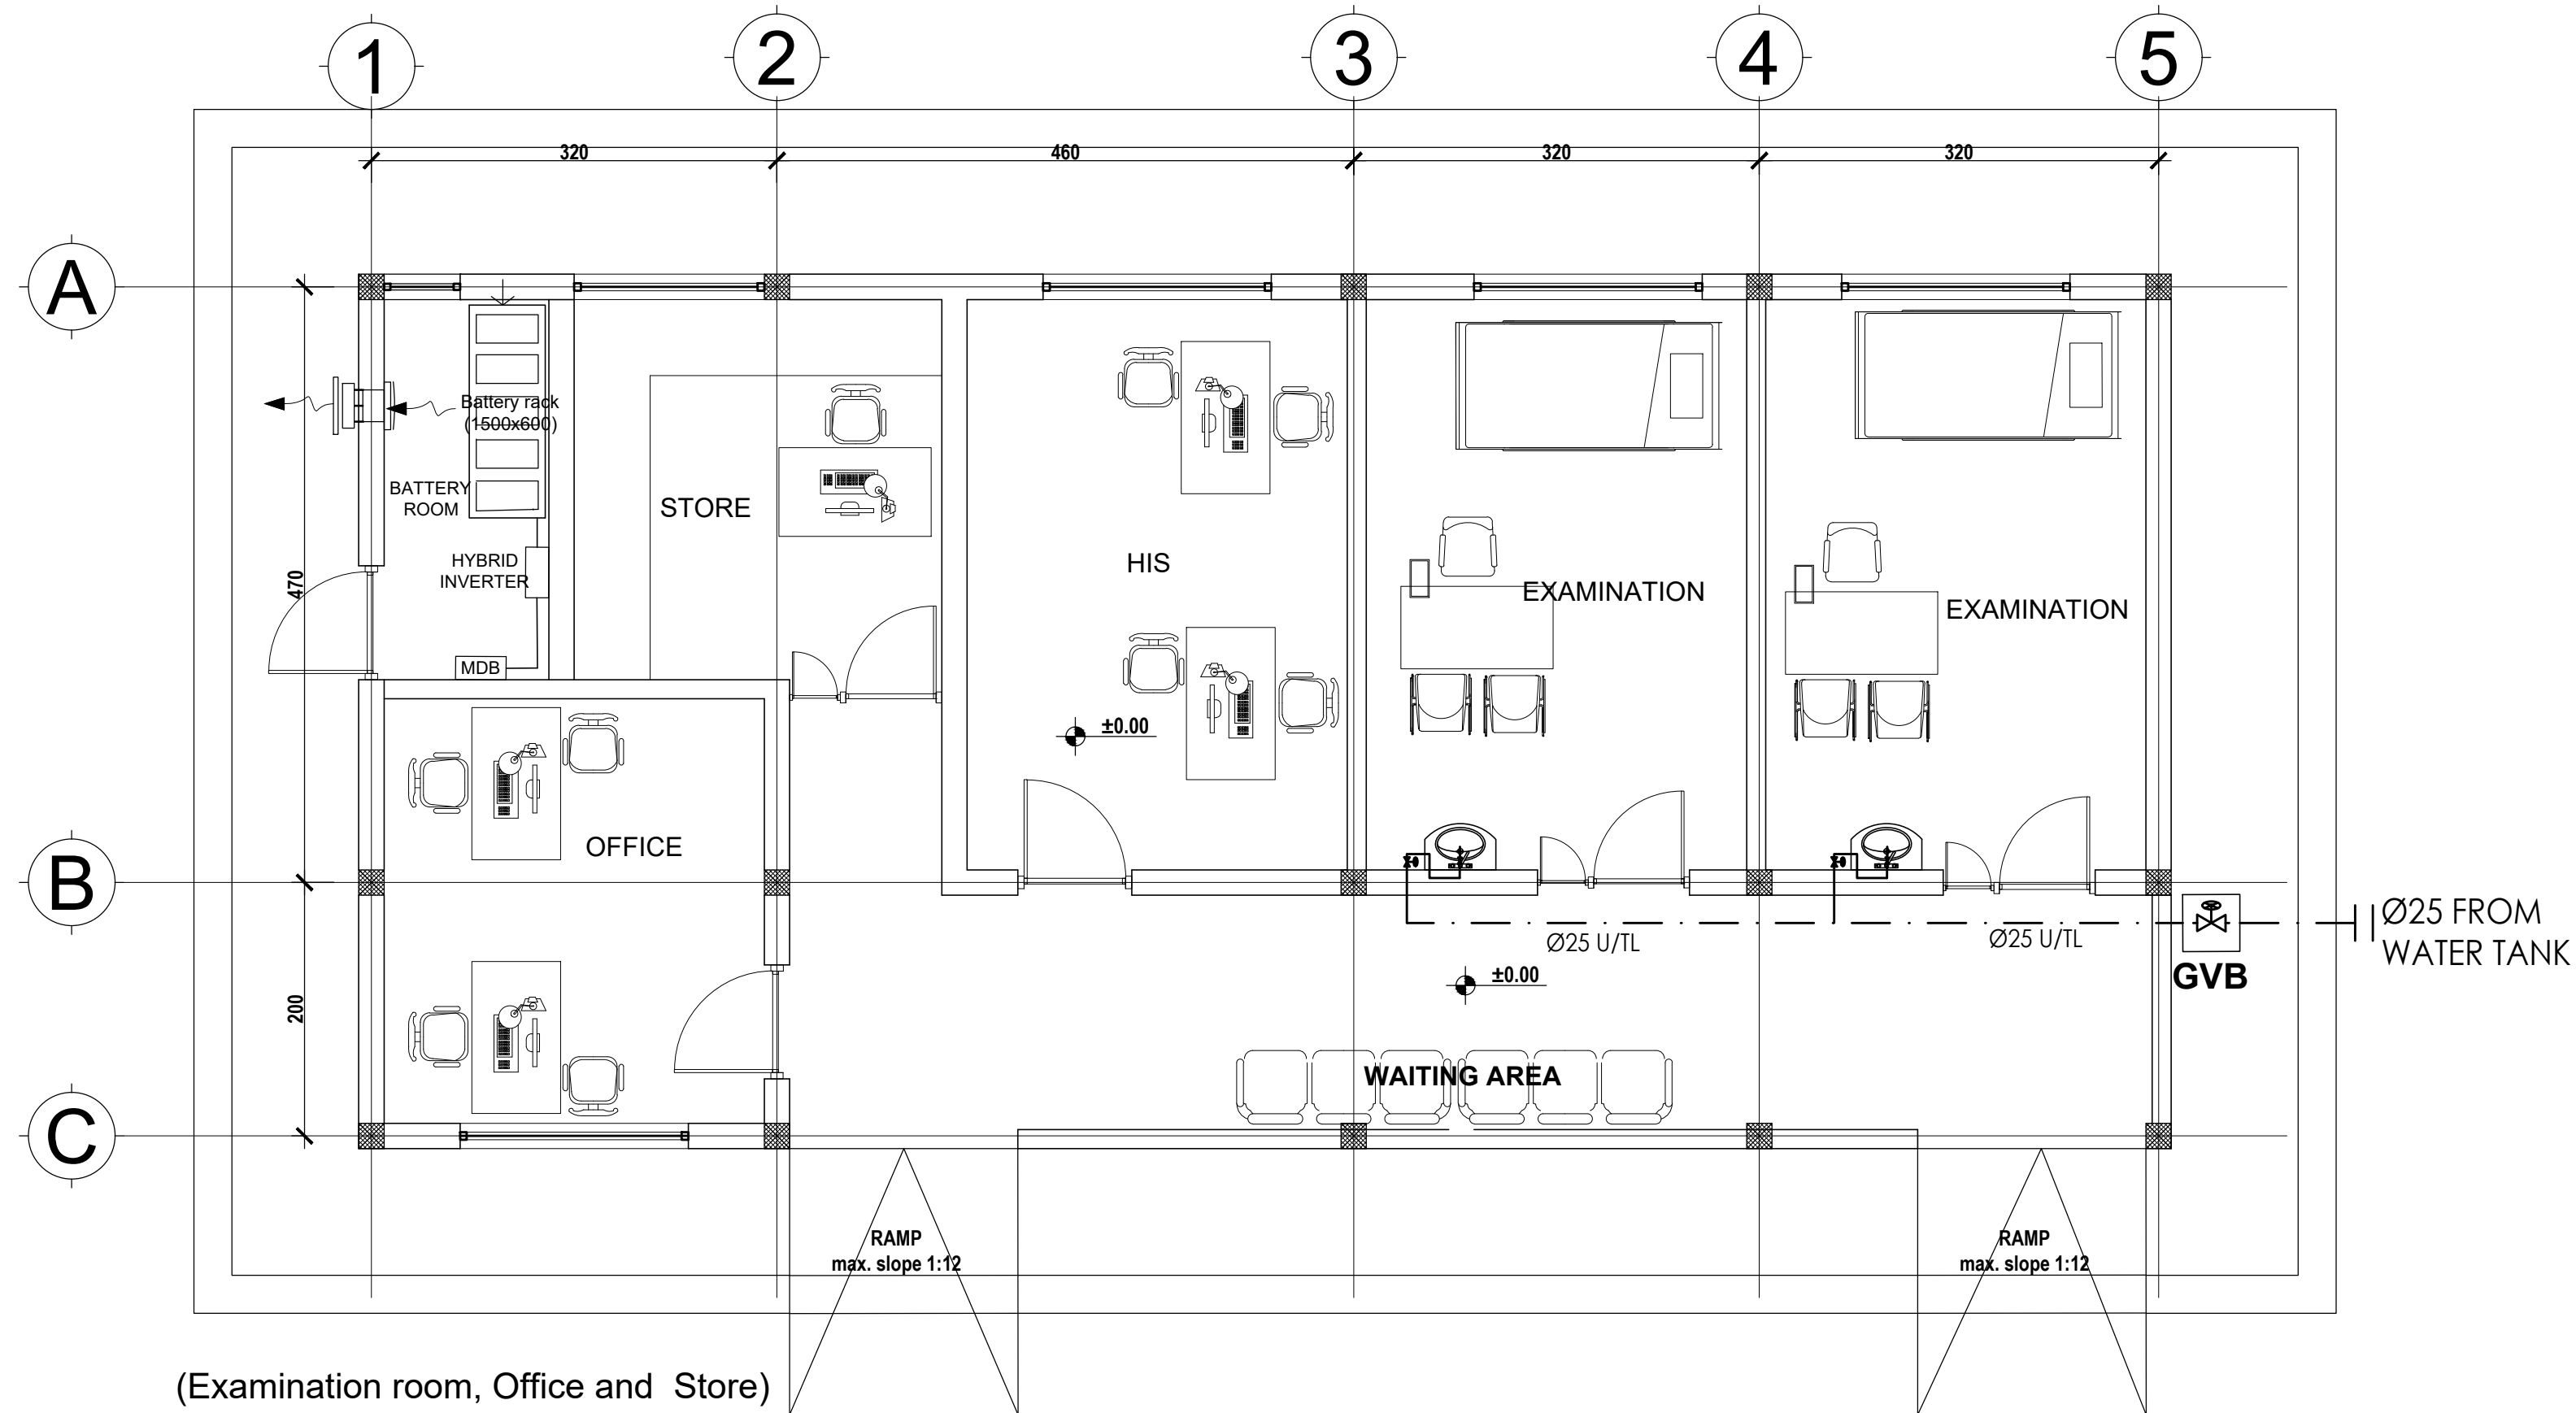 1
2
3
4
5
320
460
320
320
A
Battery rack
(1500x600)
BATTERY
ROOM
STORE
HYBRID
INVERTER
HIS
EXAMINATION
EXAMINATION
470
MDB
±0.00
OFFICE
B
Ø25 FROM
WATER TANK
Ø25 U/TL
Ø25 U/TL
GVB
±0.00
200
WAITING AREA
C
RAMP
max. slope 1:12
RAMP
max. slope 1:12
(Examination room, Office and Store)